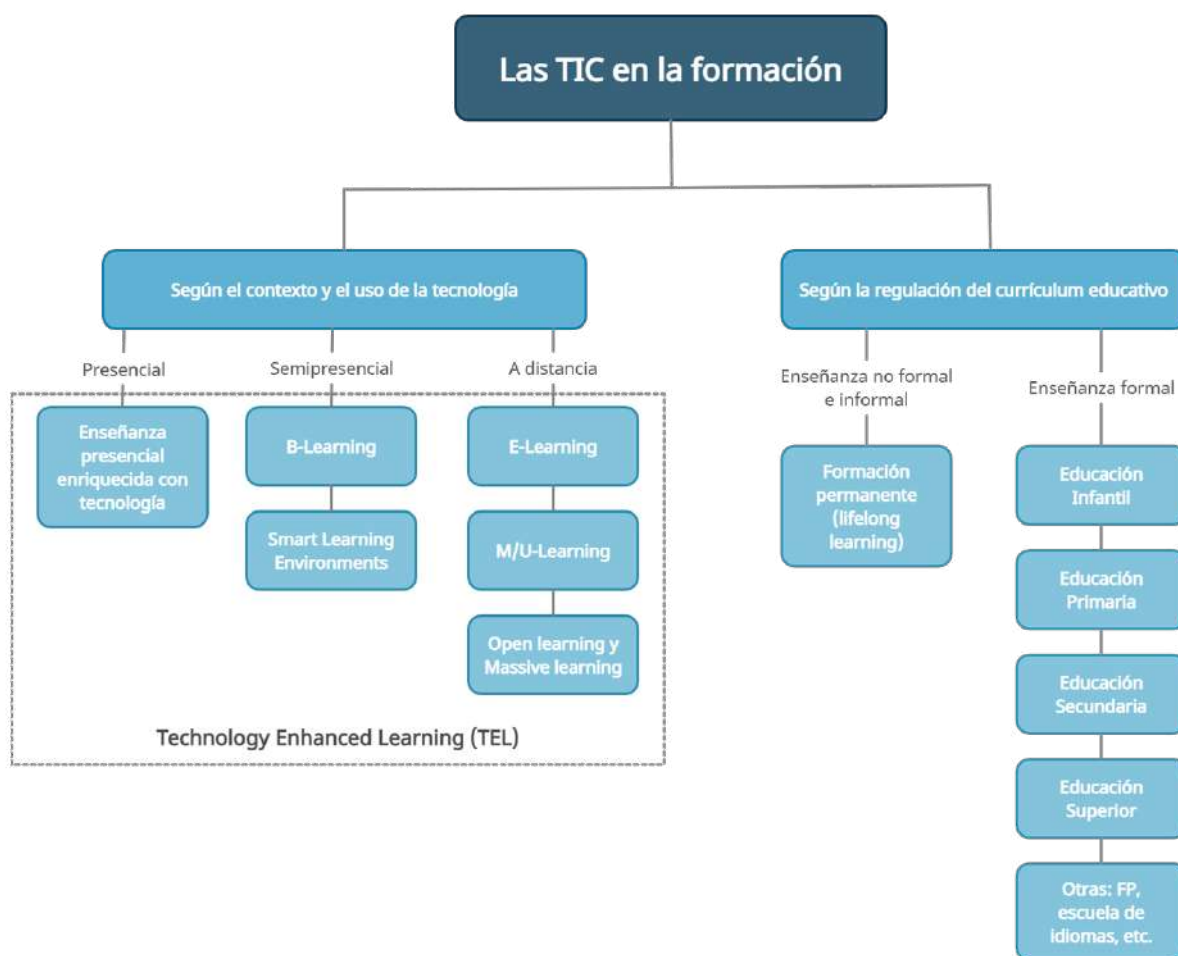 Las TIC en la formación
Según el contexto y el uso de la tecnología
Según la regulación del currículum educativo
Presencial
Semipresencial
A distancia
Enseñanza no formal
e informal
Enseñanza formal
Enseñanza
presencial
enriquecida con
tecnología
B-Learning
Smart Learning
Environments
E-Learning
M/U-Learning
Open learning y
Massive learning
Technology Enhanced Learning (TEL)
Formación
permanente
(lifelong
learning)
Educación
Infantil
Educación
Primaria
Educación
Secundaria
Educación
Superior
Otras: FP,
escuela de
idiomas, etc.